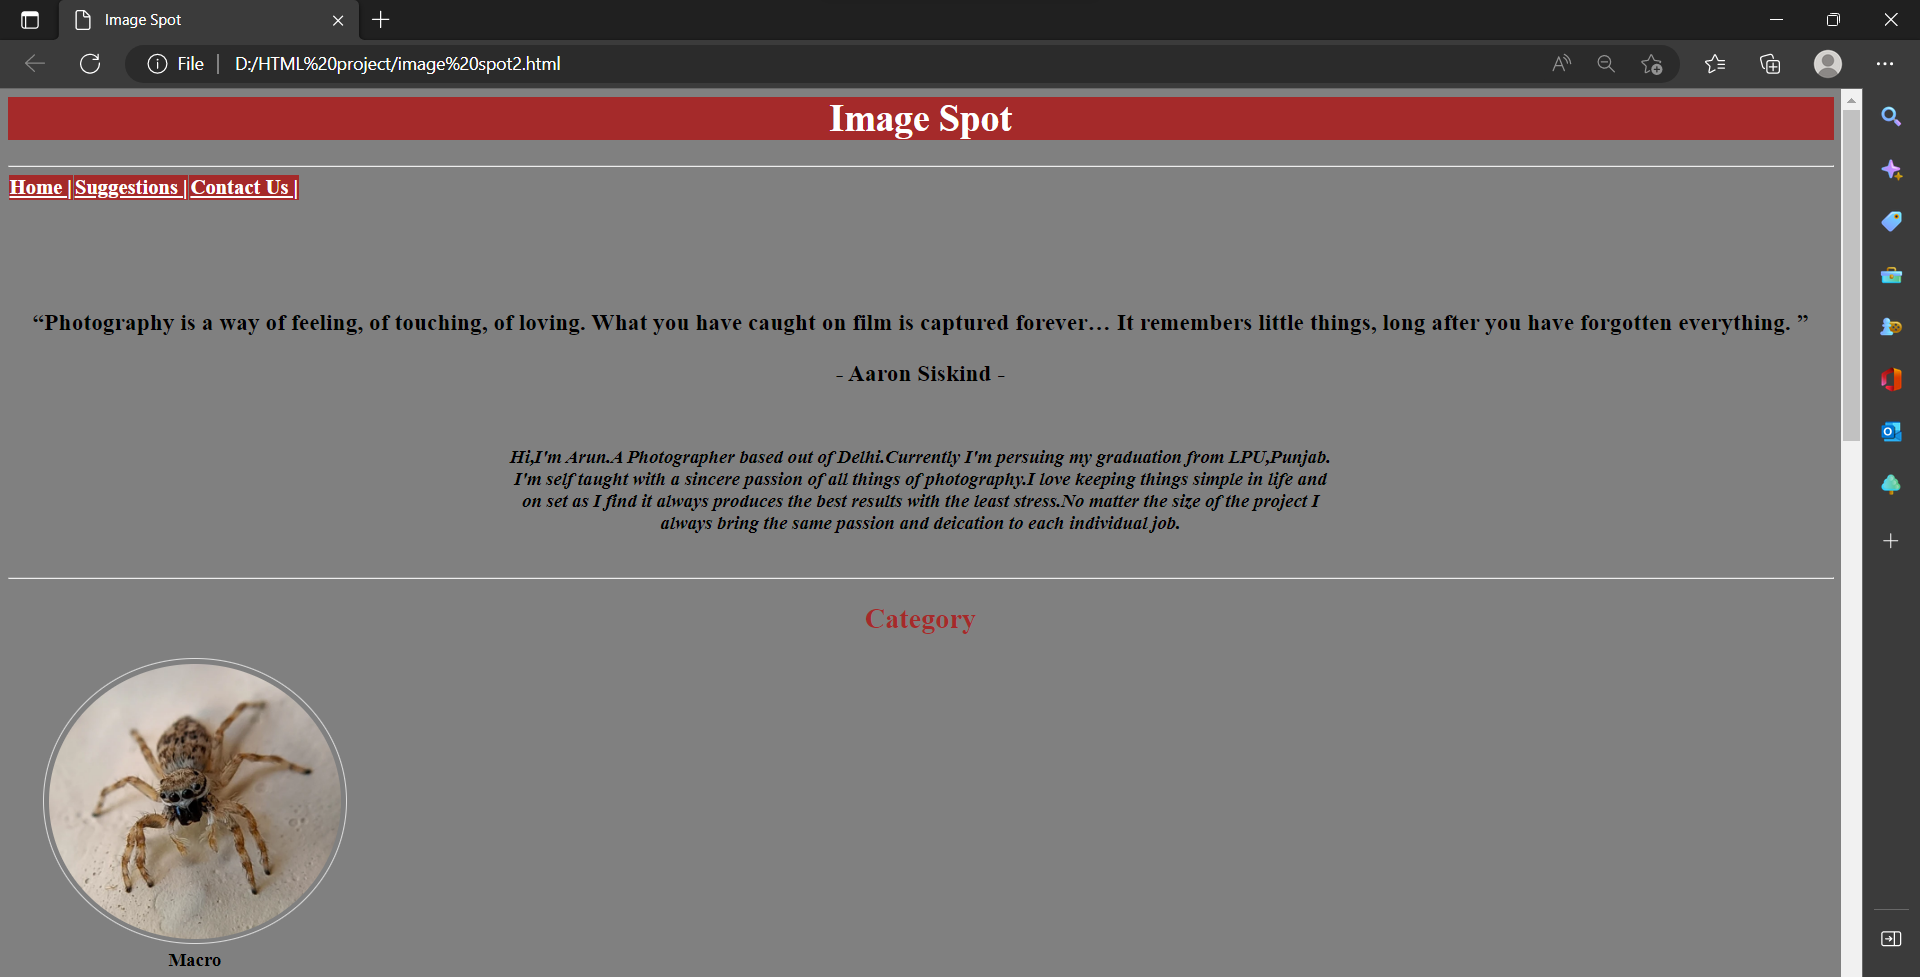 Image Spot
File
D:/HTML%20project/image%20spot2.html
Image Spot
Home | Suggestions | Contact Us |
“Photography is a way of feeling, of touching, of loving. What you have caught on film is captured forever… It remembers little things, long after you have forgotten everything. ”
- Aaron Siskind -
Hi,I'm Arun.A Photographer based out of Delhi.Currently I'm persuing my graduation from LPU,Punjab.
I'm self taught with a sincere passion of all things of photography.I love keeping things simple in life and
on set as I find it always produces the best results with the least stress.No matter the size of the project I
always bring the same passion and deication to each individual job.
Category
Macro